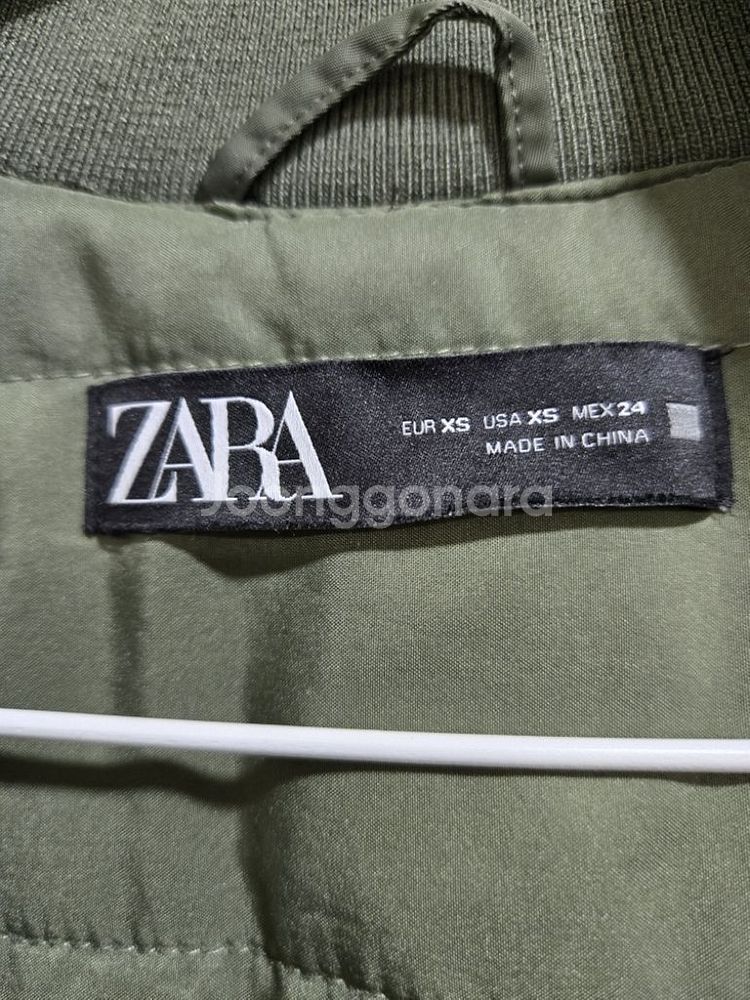 ZARA
EUR XS USA XS MEX 24
MADE IN CHINA
joonggonara